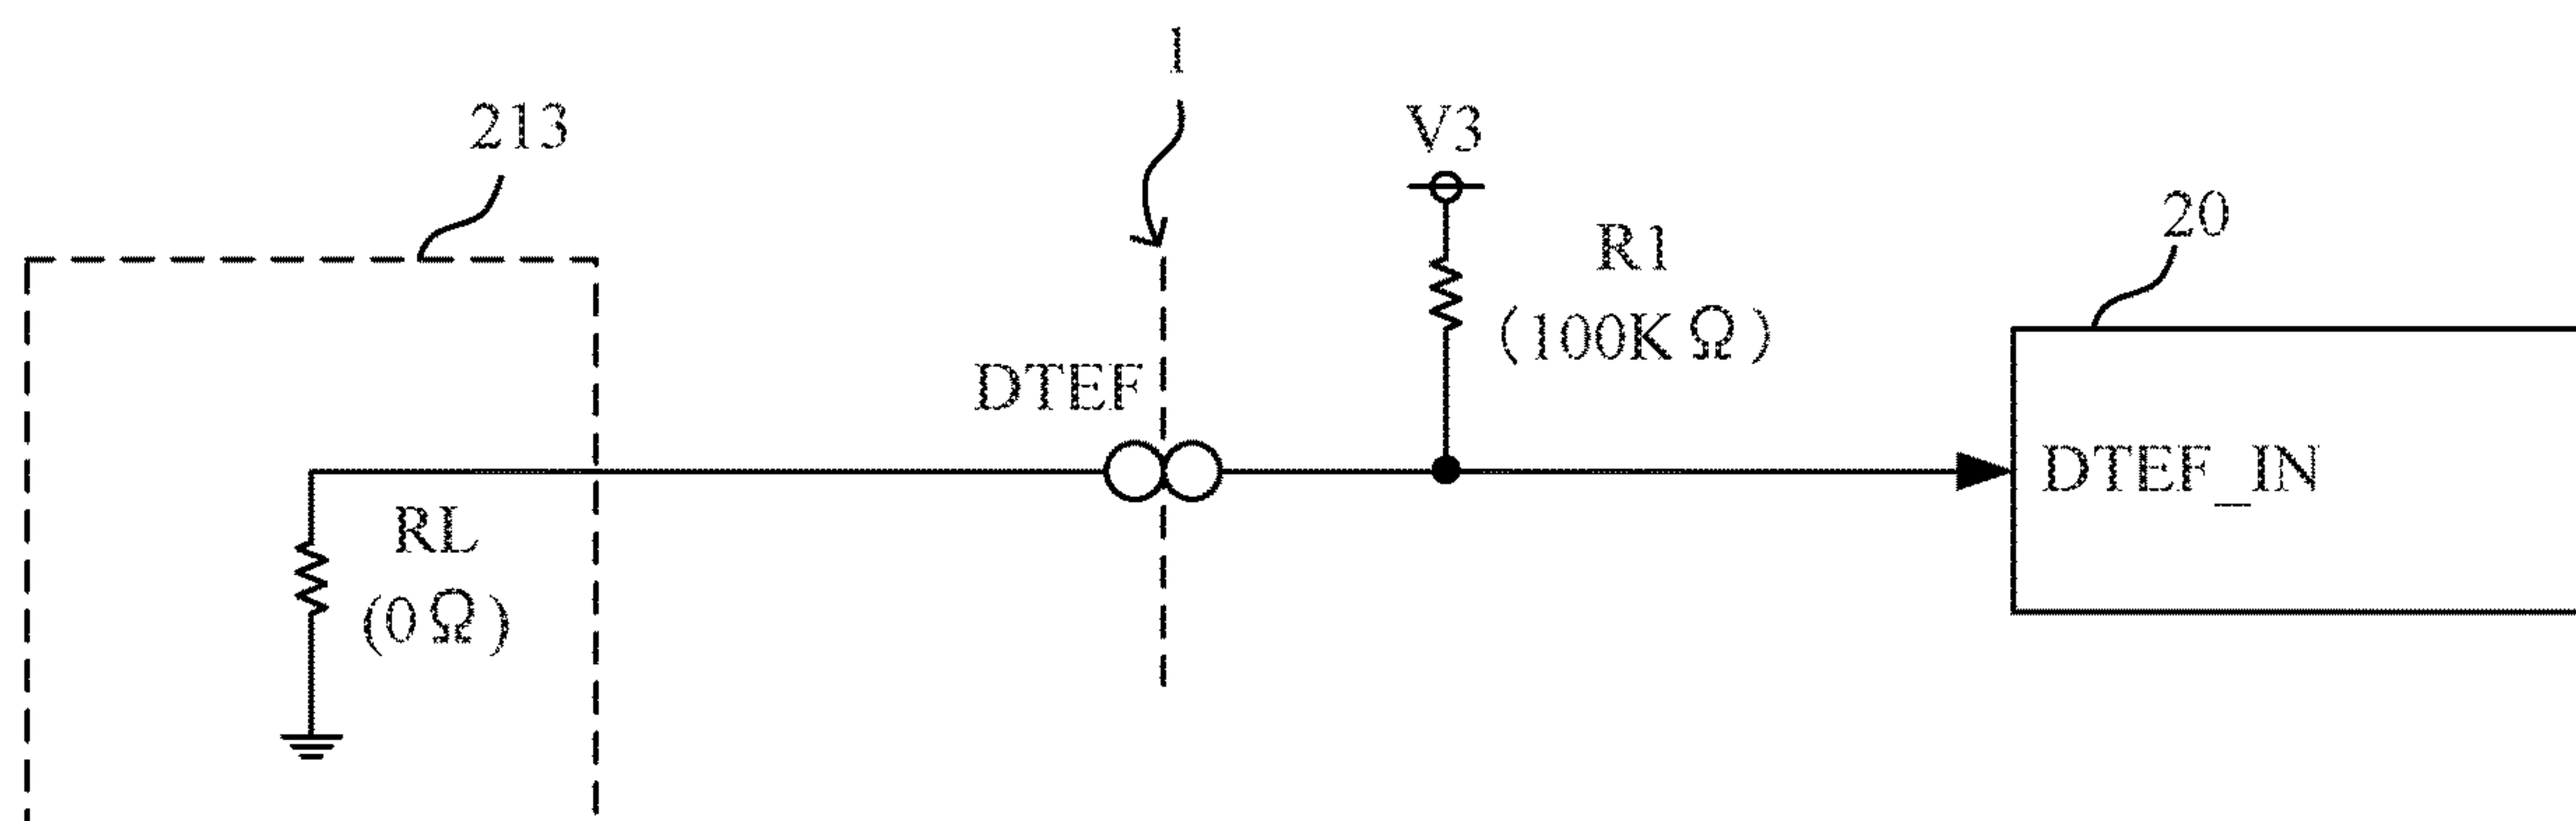 1
213
V3
20
R1
(100KΩ)
DTEF
DTEF_IN
RL
(0Ω)